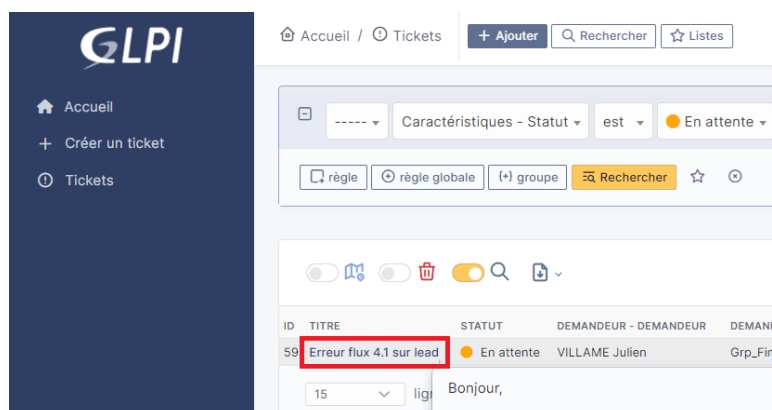 GLPI
Accueil / Tickets + Ajouter Rechercher Listes
Accueil
----- Caractéristiques - Statut est En attente
+ Créer un ticket
règle règle globale {+} groupe Rechercher
Tickets
ID TITRE STATUT DEMANDEUR - DEMANDEUR
59 Erreur flux 4.1 sur lead En attente VILLAME Julien
15
Bonjour,